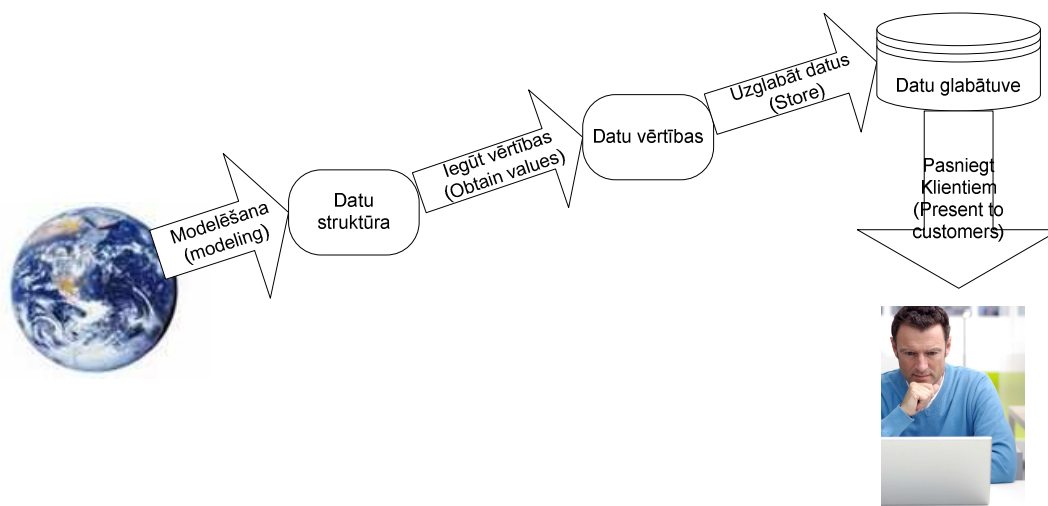 Modelēšana
(modeling)
Datu
struktūra
Iegūt vērtības
(Obtain values)
Datu vērtības
Uzglabāt datus
(Store)
Datu glabātuve
Pasniegt
Klientiem
(Present to
customers)